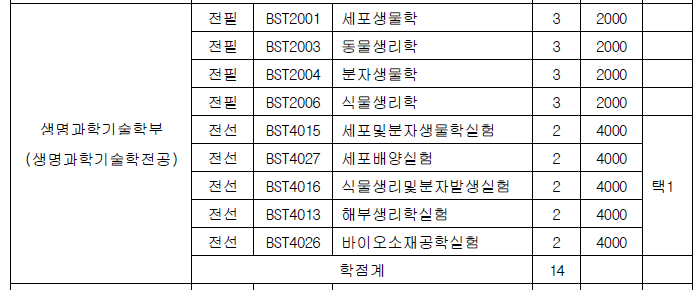 생명과학기술학부
(생명과학기술학전공)
전필 BST2001 세포생물학 3 2000
전필 BST2003 동물생리학 3 2000
전필 BST2004 분자생물학 3 2000
전필 BST2006 식물생리학 3 2000
전선 BST4015 세포및분자생물학실험 2 4000
전선 BST4027 세포배양실험 2 4000
전선 BST4016 식물생리및분자발생실험 2 4000 택1
전선 BST4013 해부생리학실험 2 4000
전선 BST4026 바이오소재공학실험 2 4000
학점계 14